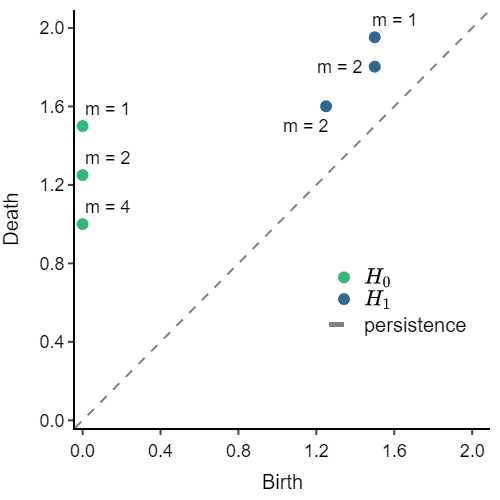 2.0
1.6
1.2
0.8
0.4
0.0
Death
m = 1
m = 2
m = 2
m = 1
m = 2
m = 4
H₀
H₁
persistence
0.0 0.4 0.8 1.2 1.6 2.0
Birth